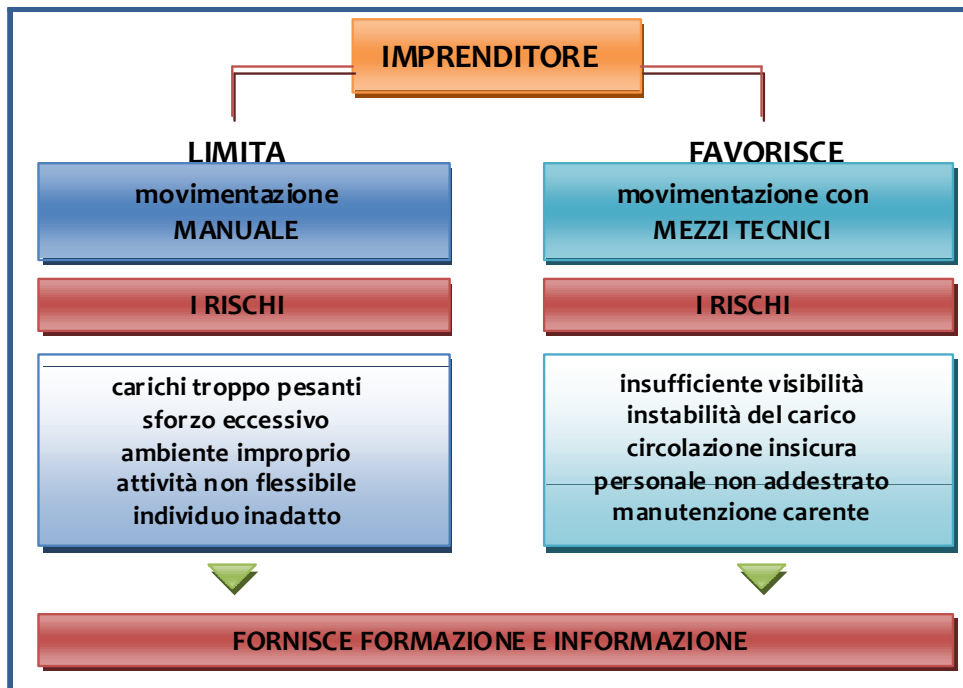 IMPRENDITORE
LIMITA
movimentazione
MANUALE
I RISCHI
carichi troppo pesanti
sforzo eccessivo
ambiente improprio
attività non flessibile
individuo inadatto
FAVORISCE
movimentazione con
MEZZI TECNICI
I RISCHI
insufficiente visibilità
instabilità del carico
circolazione insicura
personale non addestrato
manutenzione carente
FORNISCE FORMAZIONE E INFORMAZIONE